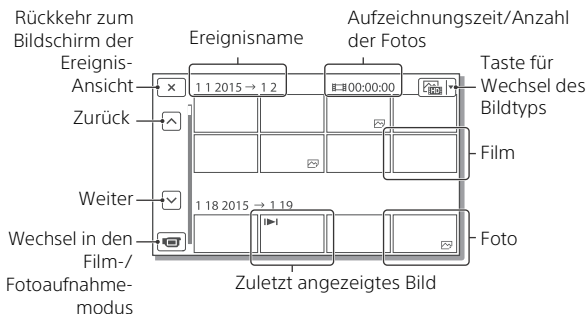 Rückkehr zum
Bildschirm der
Ereignis-
Ansicht
Ereignisname
Aufzeichnungszeit/Anzahl
der Fotos
Taste für
Wechsel des
Bildtyps
1 1 2015 → 1 2
00:00:00
HD
Zurück
Film
Weiter
1 18 2015 → 1 19
Wechsel in den
Film-/
Fotoaufnahme-
modus
Foto
Zuletzt angezeigtes Bild